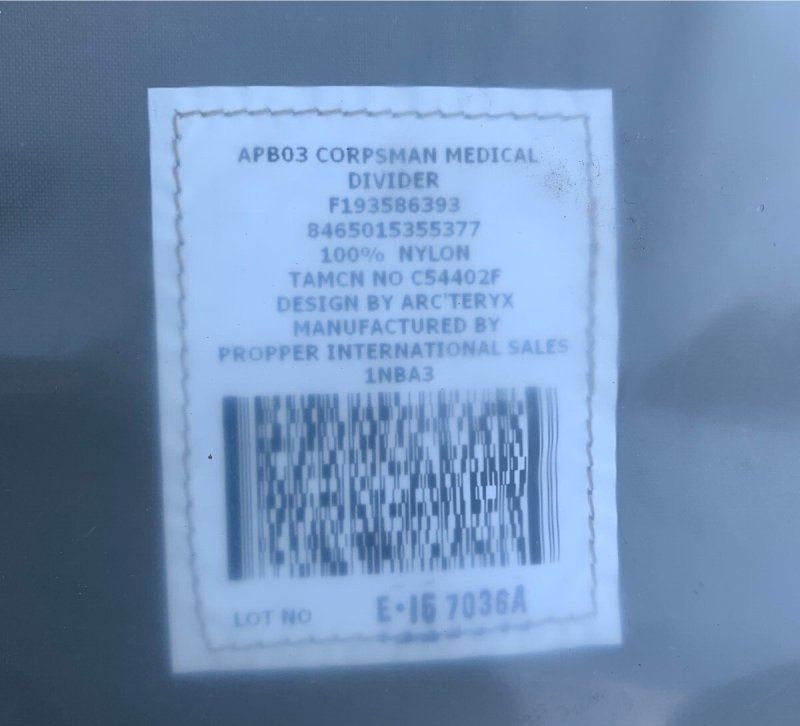 APB03 CORPSMAN MEDICAL
DIVIDER
F193586393
8465015355377
100% NYLON
TAMCN NO C54402F
DESIGN BY ARC'TERYX
MANUFACTURED BY
PROPPER INTERNATIONAL SALES
1NBA3
LOT NO E•16 7036A